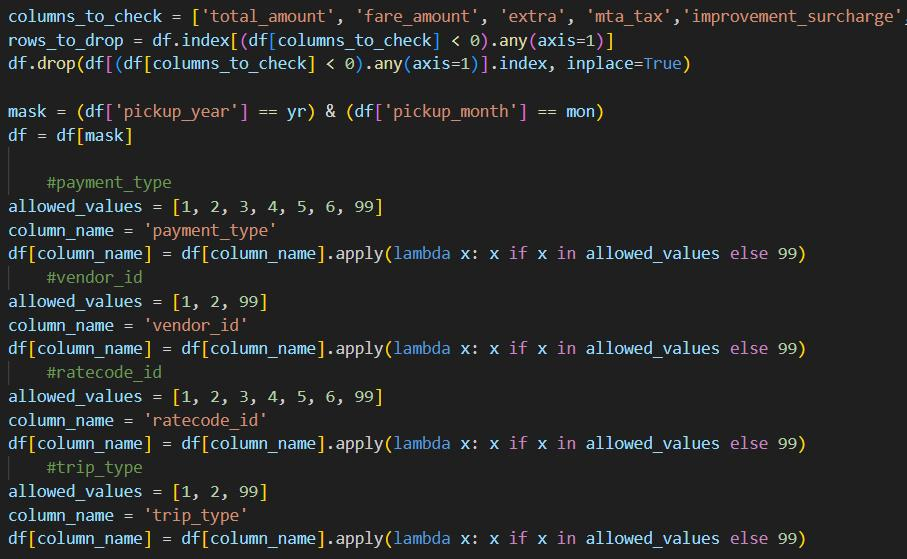 columns_to_check = ['total_amount', 'fare_amount', 'extra', 'mta_tax','improvement_surcharge',
rows_to_drop = df.index[(df[columns_to_check] < 0).any(axis=1)]
df.drop(df[(df[columns_to_check] < 0).any(axis=1)].index, inplace=True)
mask = (df['pickup_year'] == yr) & (df['pickup_month'] == mon)
df = df[mask]
#payment_type
allowed_values = [1, 2, 3, 4, 5, 6, 99]
column_name = 'payment_type'
df[column_name] = df[column_name].apply(lambda x: x if x in allowed_values else 99)
#vendor_id
allowed_values = [1, 2, 99]
column_name = 'vendor_id'
df[column_name] = df[column_name].apply(lambda x: x if x in allowed_values else 99)
#ratecode_id
allowed_values = [1, 2, 3, 4, 5, 6, 99]
column_name = 'ratecode_id'
df[column_name] = df[column_name].apply(lambda x: x if x in allowed_values else 99)
#trip_type
allowed_values = [1, 2, 99]
column_name = 'trip_type'
df[column_name] = df[column_name].apply(lambda x: x if x in allowed_values else 99)